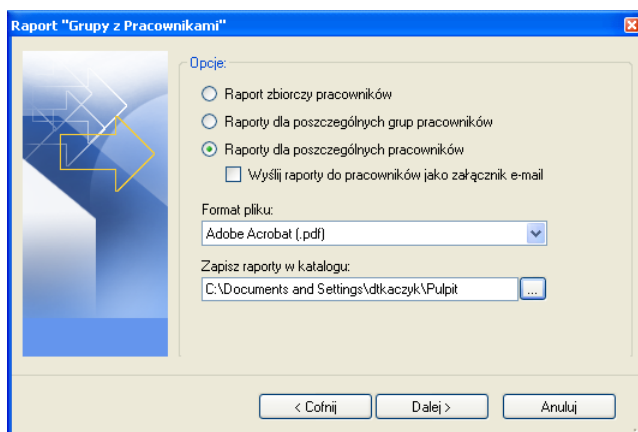 Raport "Grupy z Pracownikami"
Opcje:
Raport zbiorczy pracowników
Raporty dla poszczególnych grup pracowników
Raporty dla poszczególnych pracowników
Wyślij raporty do pracowników jako załącznik e-mail
Format pliku:
Adobe Acrobat (.pdf)
Zapisz raporty w katalogu:
C:\Documents and Settings\dtkaczyk\Pulpit
...
< Cofnij
Dalej >
Anuluj